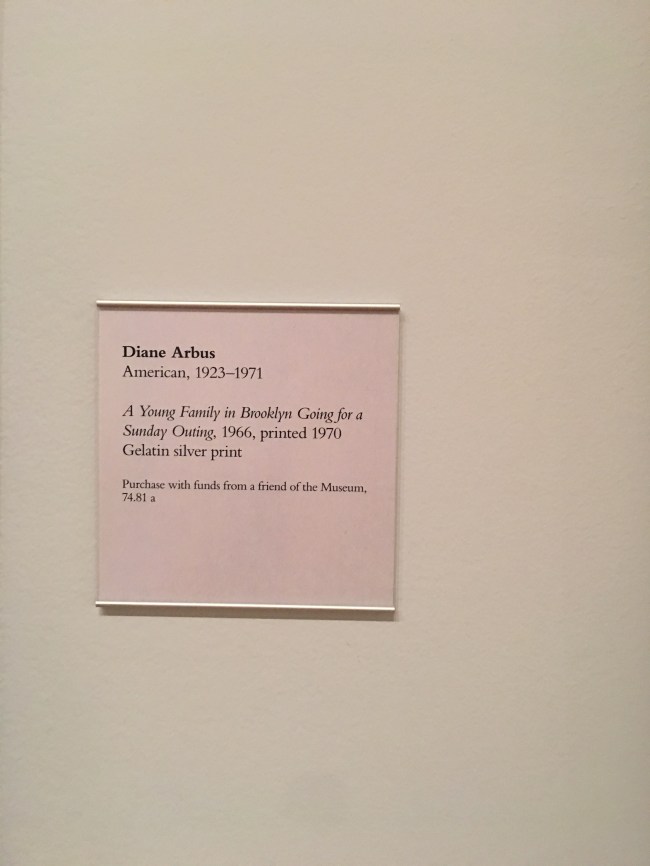 Diane Arbus
American, 1923–1971
A Young Family in Brooklyn Going for a
Sunday Outing, 1966, printed 1970
Gelatin silver print
Purchase with funds from a friend of the Museum,
74.81 a